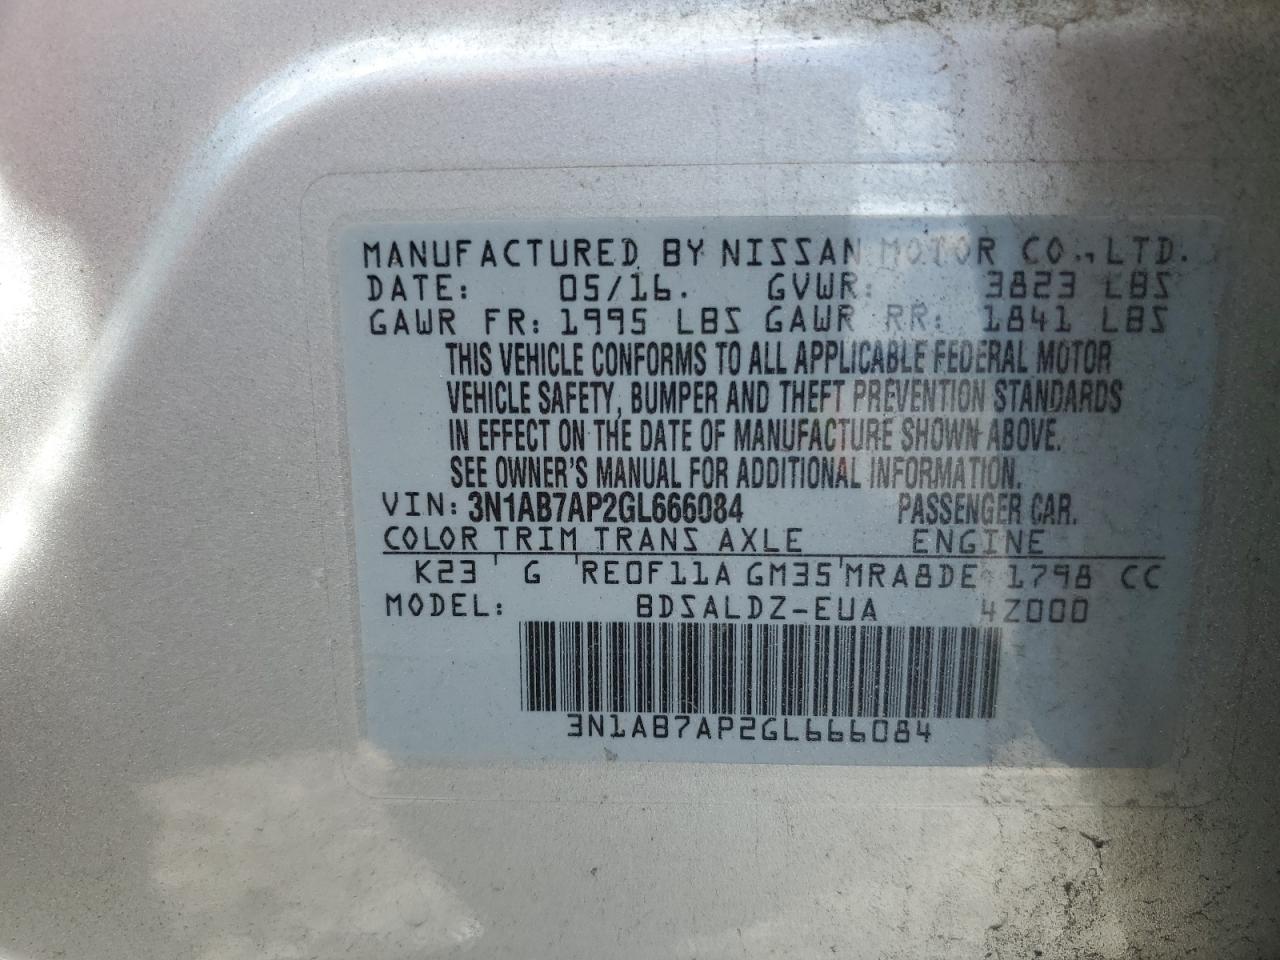 MANUFACTURED BY NISSAN MOTOR CO., LTD.
DATE: 05/16. GVWR: 3823 LBS
GAWR FR: 1995 LBS GAWR RR: 1841 LBS
THIS VEHICLE CONFORMS TO ALL APPLICABLE FEDERAL MOTOR
VEHICLE SAFETY, BUMPER AND THEFT PREVENTION STANDARDS
IN EFFECT ON THE DATE OF MANUFACTURE SHOWN ABOVE.
SEE OWNER'S MANUAL FOR ADDITIONAL INFORMATION.
VIN: 3N1AB7AP2GL666084 PASSENGER CAR.
COLOR TRIM TRANS AXLE ENGINE
K23 G RE0F11A GM35 MRA8DE 1798 CC
MODEL: BDSALDZ-EUA 4Z000
3N1AB7AP2GL666084